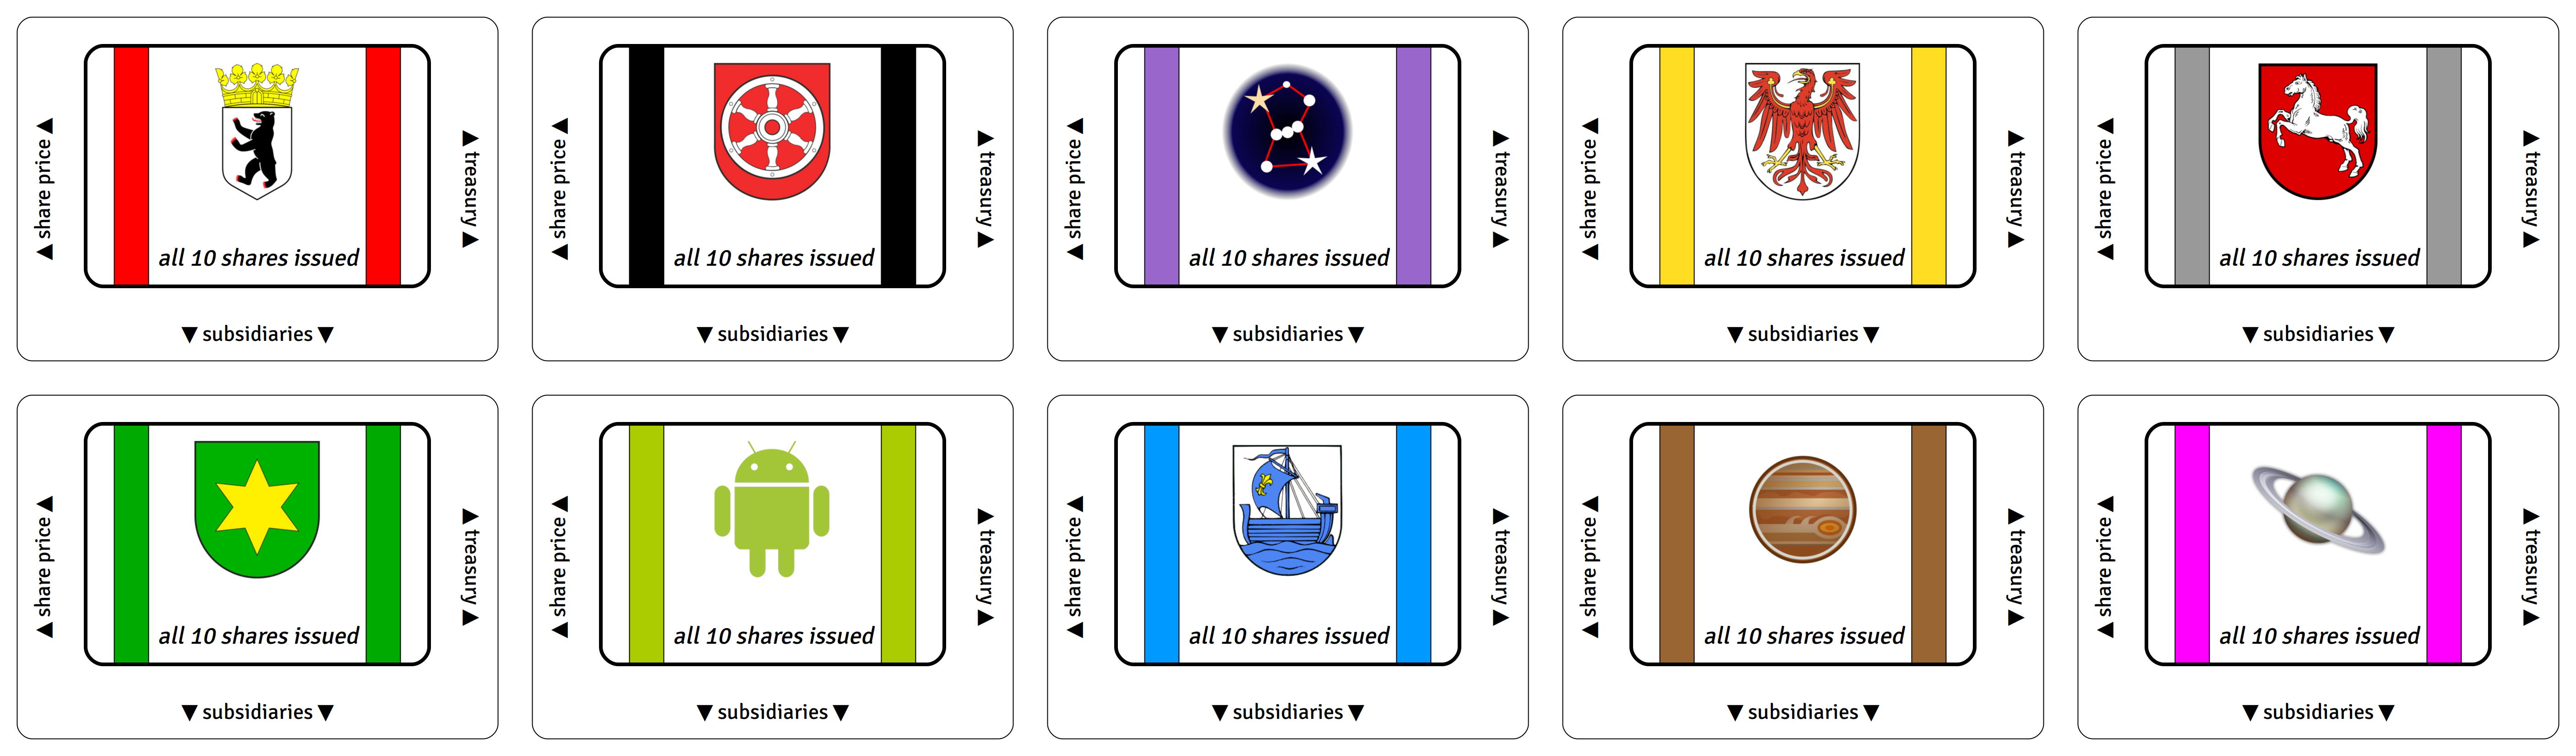 ◀ share price ▶
all 10 shares issued
◀ treasury ▶
▼ subsidiaries ▼
◀ share price ▶
all 10 shares issued
◀ treasury ▶
▼ subsidiaries ▼
◀ share price ▶
all 10 shares issued
◀ treasury ▶
▼ subsidiaries ▼
◀ share price ▶
all 10 shares issued
◀ treasury ▶
▼ subsidiaries ▼
◀ share price ▶
all 10 shares issued
◀ treasury ▶
▼ subsidiaries ▼
◀ share price ▶
all 10 shares issued
◀ treasury ▶
▼ subsidiaries ▼
◀ share price ▶
all 10 shares issued
◀ treasury ▶
▼ subsidiaries ▼
◀ share price ▶
all 10 shares issued
◀ treasury ▶
▼ subsidiaries ▼
◀ share price ▶
all 10 shares issued
◀ treasury ▶
▼ subsidiaries ▼
◀ share price ▶
all 10 shares issued
◀ treasury ▶
▼ subsidiaries ▼